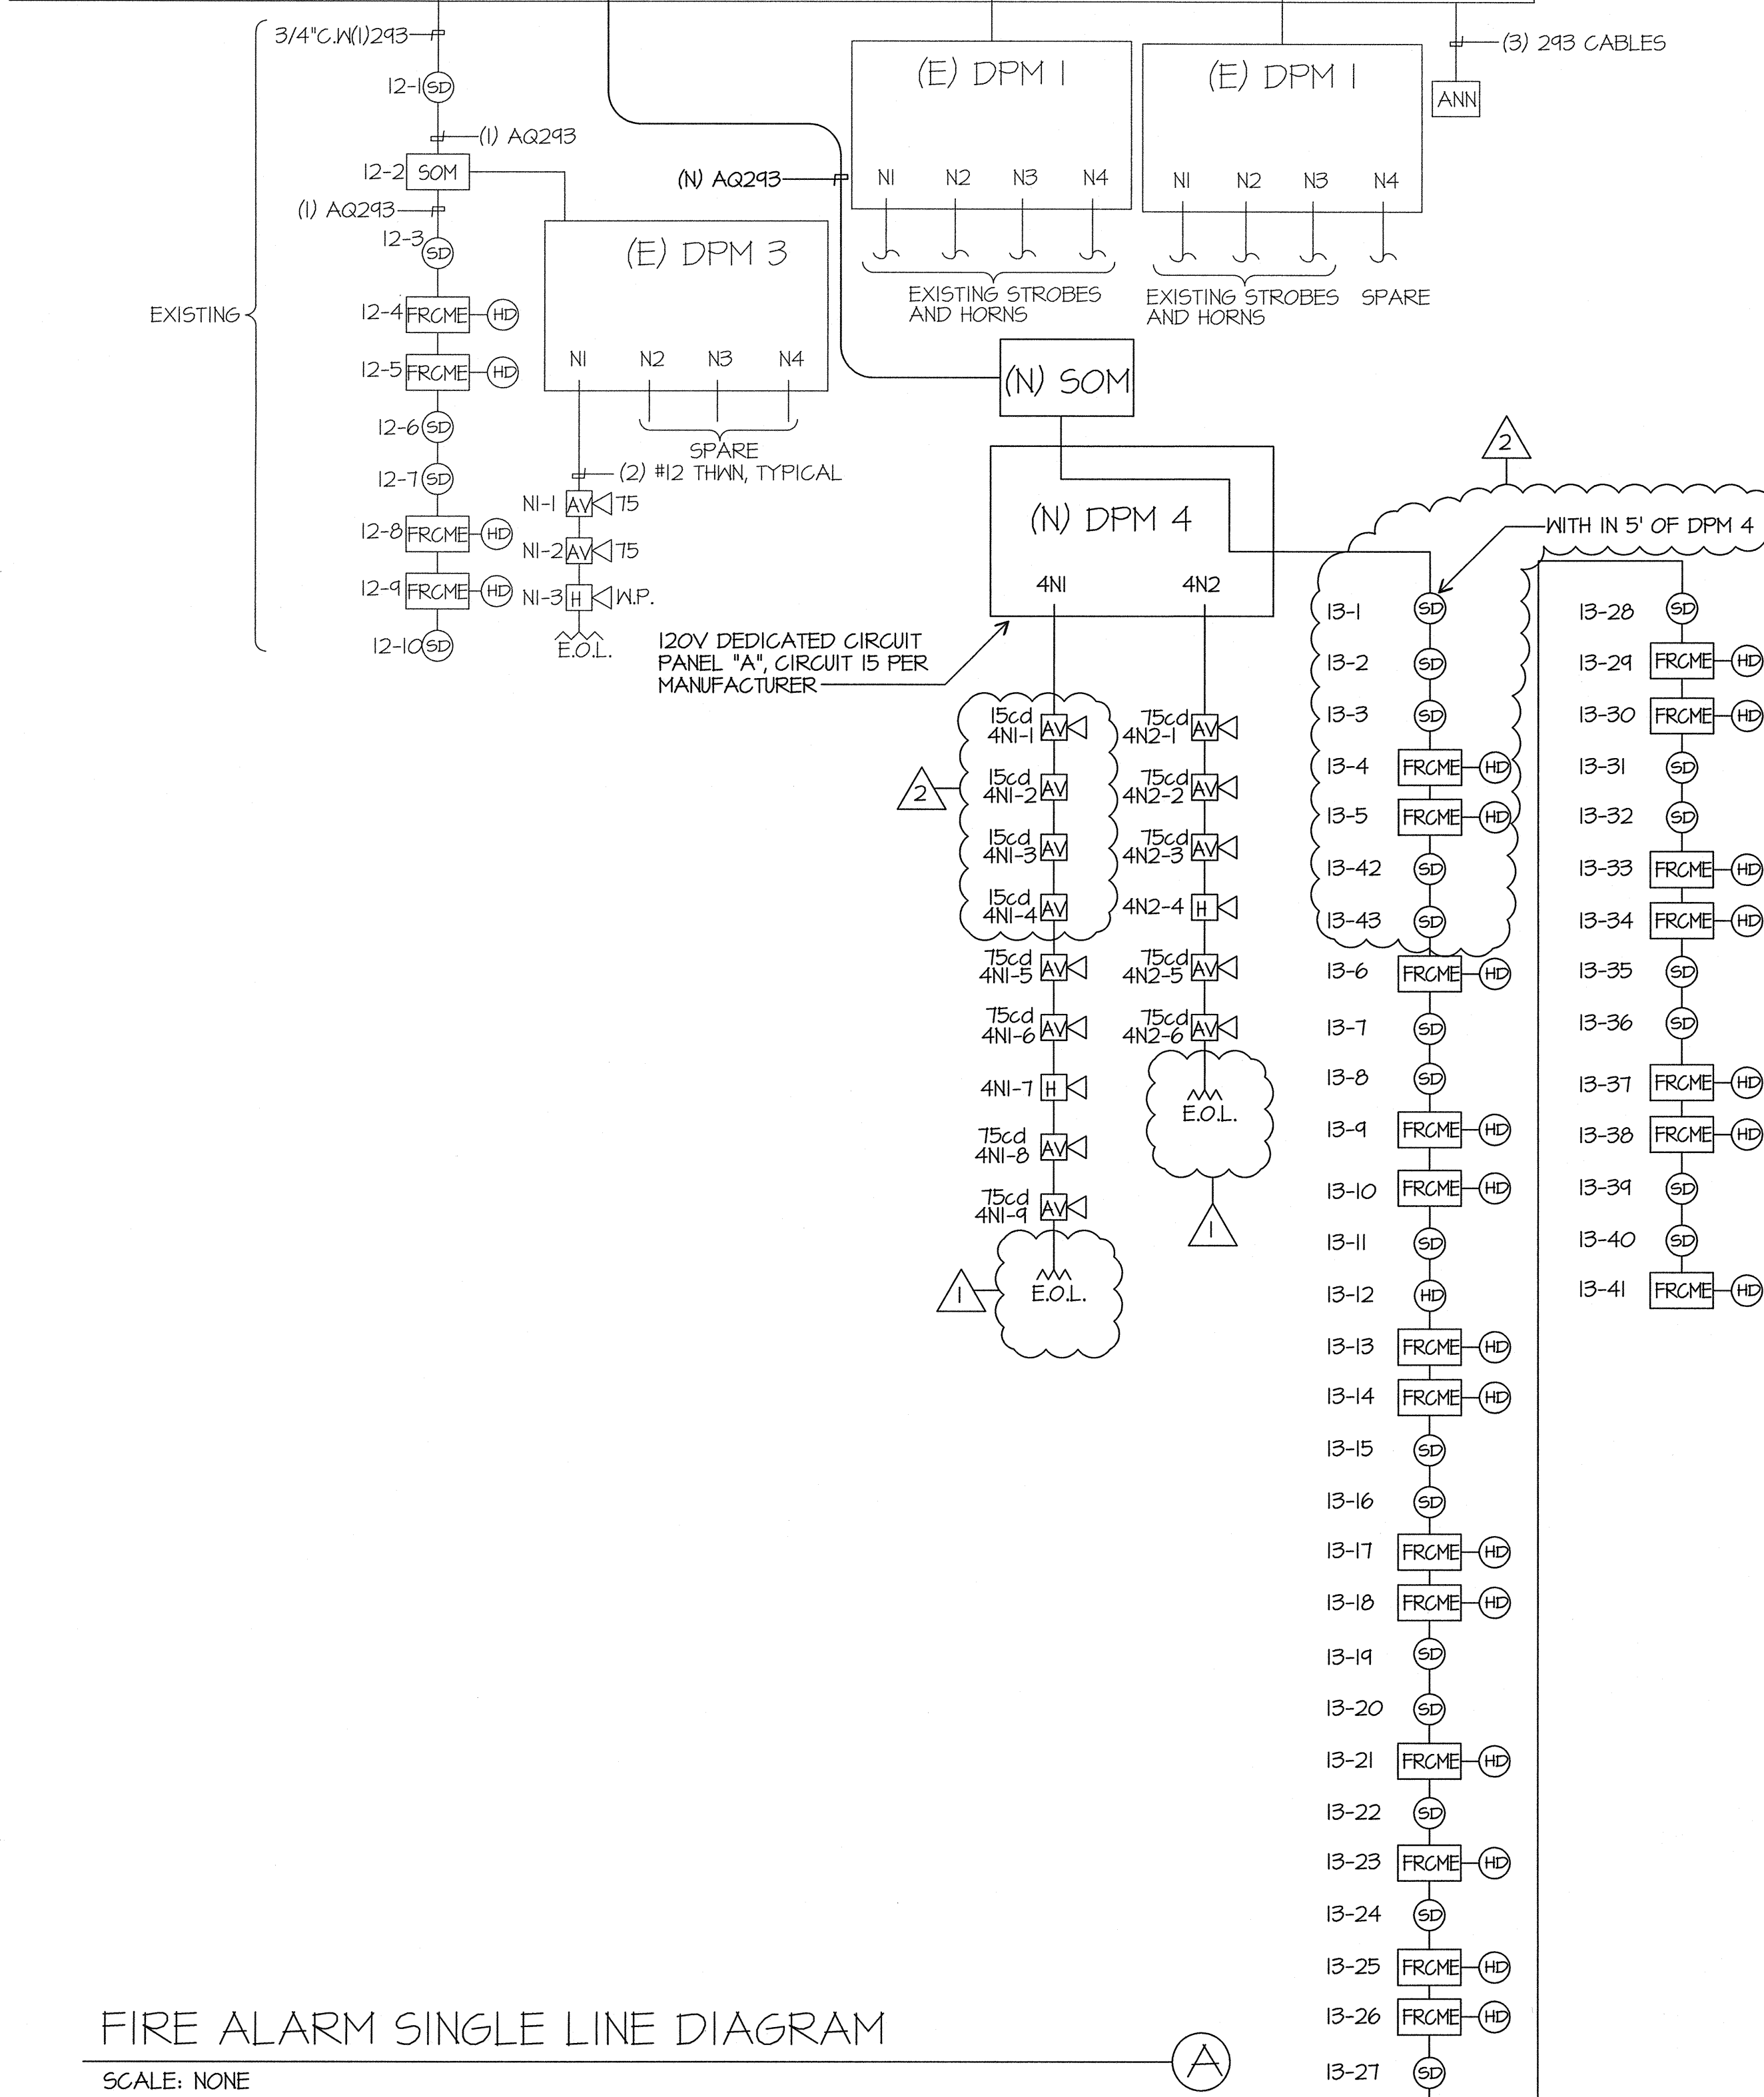 3/4"C.W(1)293
12-1 SD
(1) AQ293
12-2 SOM
(1) AQ293
12-3
SD
12-4 FRCME HD
EXISTING
12-5 FRCME HD
12-6 SD
12-7 SD
12-8 FRCME HD
12-9 FRCME HD
12-10 SD
(E) DPM 3
N1 N2 N3 N4
SPARE
(2) #12 THWN, TYPICAL
N1-1 AV 75
N1-2 AV 75
N1-3 H W.P.
E.O.L.
(N) AQ293
(E) DPM 1
N1 N2 N3 N4
EXISTING STROBES
AND HORNS
(E) DPM 1
N1 N2 N3 N4
EXISTING STROBES
AND HORNS
SPARE
(3) 293 CABLES
ANN
(N) SOM
(N) DPM 4
4N1 4N2
120V DEDICATED CIRCUIT
PANEL "A", CIRCUIT 15 PER
MANUFACTURER
2
15cd
4N1-1 AV
15cd
4N1-2 AV
15cd
4N1-3 AV
15cd
4N1-4 AV
75cd
4N1-5 AV
75cd
4N1-6 AV
4N1-7 H
75cd
4N1-8 AV
75cd
4N1-9 AV
E.O.L.
1
75cd
4N2-1 AV
75cd
4N2-2 AV
75cd
4N2-3 AV
4N2-4 H
75cd
4N2-5 AV
75cd
4N2-6 AV
E.O.L.
1
2
WITH IN 5' OF DPM 4
13-1 SD
13-2 SD
13-3 SD
13-4 FRCME HD
13-5 FRCME HD
13-42 SD
13-43 SD
13-6 FRCME HD
13-7 SD
13-8 SD
13-9 FRCME HD
13-10 FRCME HD
13-11 SD
13-12 HD
13-13 FRCME HD
13-14 FRCME HD
13-15 SD
13-16 SD
13-17 FRCME HD
13-18 FRCME HD
13-19 SD
13-20 SD
13-21 FRCME HD
13-22 SD
13-23 FRCME HD
13-24 SD
13-25 FRCME HD
13-26 FRCME HD
13-27 SD
13-28 SD
13-29 FRCME HD
13-30 FRCME HD
13-31 SD
13-32 SD
13-33 FRCME HD
13-34 FRCME HD
13-35 SD
13-36 SD
13-37 FRCME HD
13-38 FRCME HD
13-39 SD
13-40 SD
13-41 FRCME HD
FIRE ALARM SINGLE LINE DIAGRAM
A
SCALE: NONE